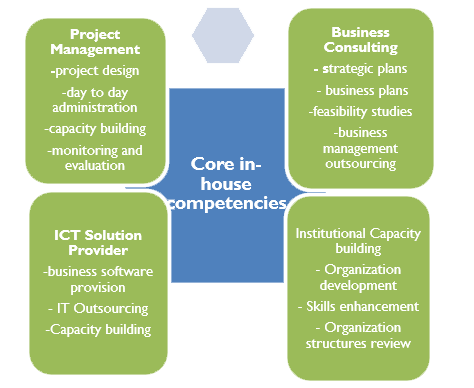 Project
Management
-project design
-day to day
administration
-capacity building
-monitoring and
evaluation
Business
Consulting
- strategic plans
- business plans
-feasibility studies
-business
management
outsourcing
Core in-
house
competencies
ICT Solution
Provider
-business software
provision
- IT Outsourcing
-Capacity building
Institutional Capacity
building
- Organization
development
- Skills enhancement
- Organization
structures review